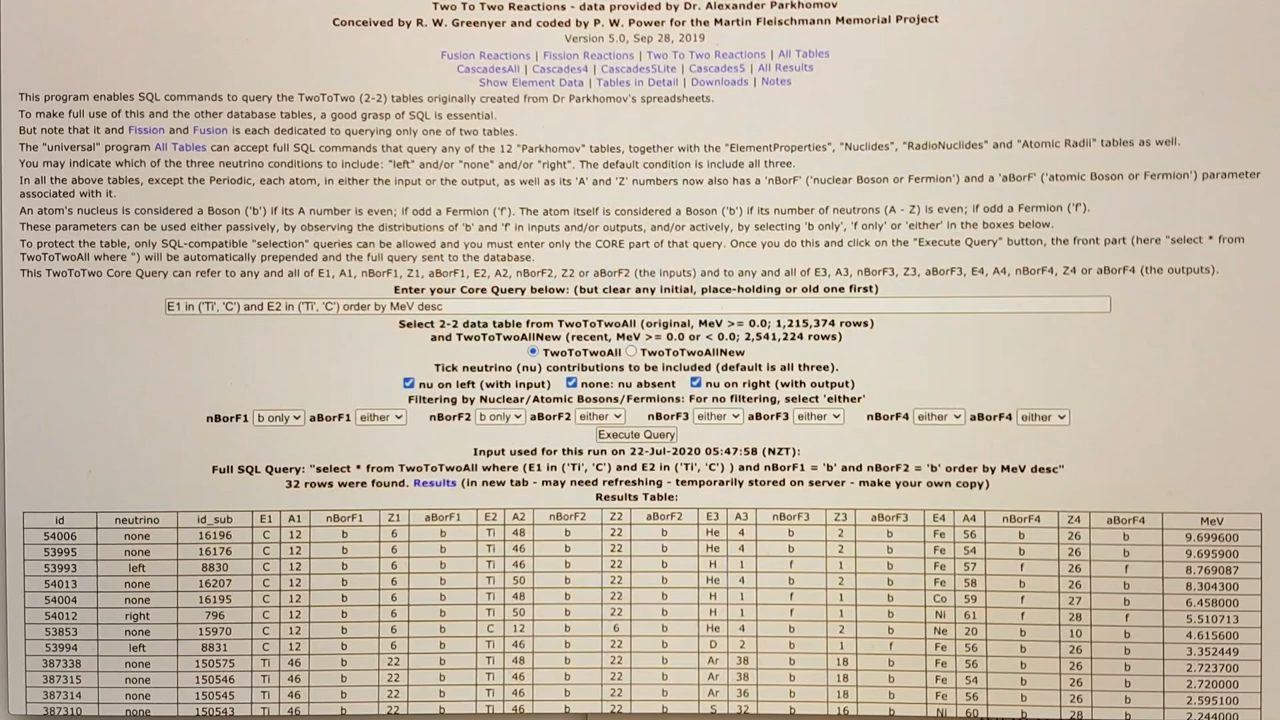 Two To Two Reactions - data provided by Dr. Alexander Parkhomov
Conceived by R. W. Greenyer and coded by P. W. Power for the Martin Fleischmann Memorial Project
Version 5.0, Sep 28, 2019
Fusion Reactions | Fission Reactions | Two To Two Reactions | All Tables
CascadesAll | Cascades4 | Cascades5Lite | Cascades5 | All Results
Show Element Data | Tables in Detail | Downloads | Notes
This program enables SQL commands to query the TwoToTwo (2-2) tables originally created from Dr Parkhomov's spreadsheets.
To make full use of this and the other database tables, a good grasp of SQL is essential.
But note that it and Fission and Fusion is each dedicated to querying only one of two tables.
The "universal" program All Tables can accept full SQL commands that query any of the 12 "Parkhomov" tables, together with the "ElementProperties", "Nuclides", "RadioNuclides" and "Atomic Radii" tables as well.
You may indicate which of the three neutrino conditions to include: "left" and/or "none" and/or "right". The default condition is include all three.
In all the above tables, except the Periodic, each atom, in either the input or the output, as well as its 'A' and 'Z' numbers now also has a 'nBorF' ('nuclear Boson or Fermion') and a 'aBorF' ('atomic Boson or Fermion') parameter
associated with it.
An atom's nucleus is considered a Boson ('b') if its A number is even; if odd a Fermion ('f'). The atom itself is considered a Boson ('b') if its number of neutrons (A - Z) is even; if odd a Fermion ('f').
These parameters can be used either passively, by observing the distributions of 'b' and 'f' in inputs and/or outputs, and/or actively, by selecting 'b only', 'f only' or 'either' in the boxes below.
To protect the table, only SQL-compatible "selection" queries can be allowed and you must enter only the CORE part of that query. Once you do this and click on the "Execute Query" button, the front part (here "select * from
TwoToTwoAll where ") will be automatically prepended and the full query sent to the database.
This TwoToTwo Core Query can refer to any and all of E1, A1, nBorF1, Z1, aBorF1, E2, A2, nBorF2, Z2 or aBorF2 (the inputs) and to any and all of E3, A3, nBorF3, Z3, aBorF3, E4, A4, nBorF4, Z4 or aBorF4 (the outputs).
Enter your Core Query below: (but clear any initial, place-holding or old one first)
E1 in ('Ti', 'C') and E2 in ('Ti', 'C') order by MeV desc
Select 2-2 data table from TwoToTwoAll (original, MeV >= 0.0; 1,215,374 rows)
and TwoToTwoAllNew (recent, MeV >= 0.0 or < 0.0; 2,541,224 rows)
TwoToTwoAll TwoToTwoAllNew
Tick neutrino (nu) contributions to be included (default is all three).
nu on left (with input) none: nu absent nu on right (with output)
Filtering by Nuclear/Atomic Bosons/Fermions: For no filtering, select 'either'
nBorF1 b only aBorF1 either nBorF2 b only aBorF2 either nBorF3 either aBorF3 either nBorF4 either aBorF4 either
Execute Query
Input used for this run on 22-Jul-2020 05:47:58 (NZT):
Full SQL Query: "select * from TwoToTwoAll where (E1 in ('Ti', 'C') and E2 in ('Ti', 'C') ) and nBorF1 = 'b' and nBorF2 = 'b' order by MeV desc"
32 rows were found. Results (in new tab - may need refreshing - temporarily stored on server - make your own copy)
Results Table:
id neutrino id_sub E1 A1 nBorF1 Z1 aBorF1 E2 A2 nBorF2 Z2 aBorF2 E3 A3 nBorF3 Z3 aBorF3 E4 A4 nBorF4 Z4 aBorF4 MeV
54006 none 16196 C 12 b 6 b Ti 48 b 22 b He 4 b 2 b Fe 56 b 26 b 9.699600
53995 none 16176 C 12 b 6 b Ti 46 b 22 b He 4 b 2 b Fe 54 b 26 b 9.695900
53993 left 8830 C 12 b 6 b Ti 46 b 22 b H 1 f 1 b Fe 57 f 26 f 8.769087
54013 none 16207 C 12 b 6 b Ti 50 b 22 b He 4 b 2 b Fe 58 b 26 b 8.304300
54004 none 16195 C 12 b 6 b Ti 48 b 22 b H 1 f 1 b Co 59 f 27 b 6.458000
54012 right 796 C 12 b 6 b Ti 50 b 22 b H 1 f 1 b Ni 61 f 28 f 5.510713
53853 none 15970 C 12 b 6 b C 12 b 6 b He 4 b 2 b Ne 20 b 10 b 4.615600
53994 left 8831 C 12 b 6 b Ti 46 b 22 b D 2 b 1 f Fe 56 b 26 b 3.352449
387338 none 150575 Ti 46 b 22 b Ti 48 b 22 b Ar 38 b 18 b Fe 56 b 26 b 2.723700
387315 none 150546 Ti 46 b 22 b Ti 46 b 22 b Ar 38 b 18 b Fe 54 b 26 b 2.720000
387314 none 150545 Ti 46 b 22 b Ti 46 b 22 b Ar 36 b 18 b Fe 56 b 26 b 2.595100
387310 none 150543 Ti 46 b 22 b Ti 46 b 22 b S 32 b 16 b Ni 60 b 28 b 2.244000